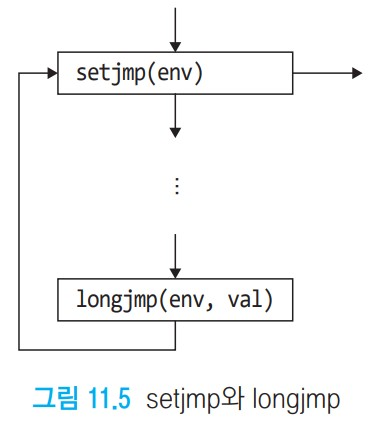 setjmp(env)
⋮
longjmp(env, val)
그림 11.5 setjmp와 longjmp